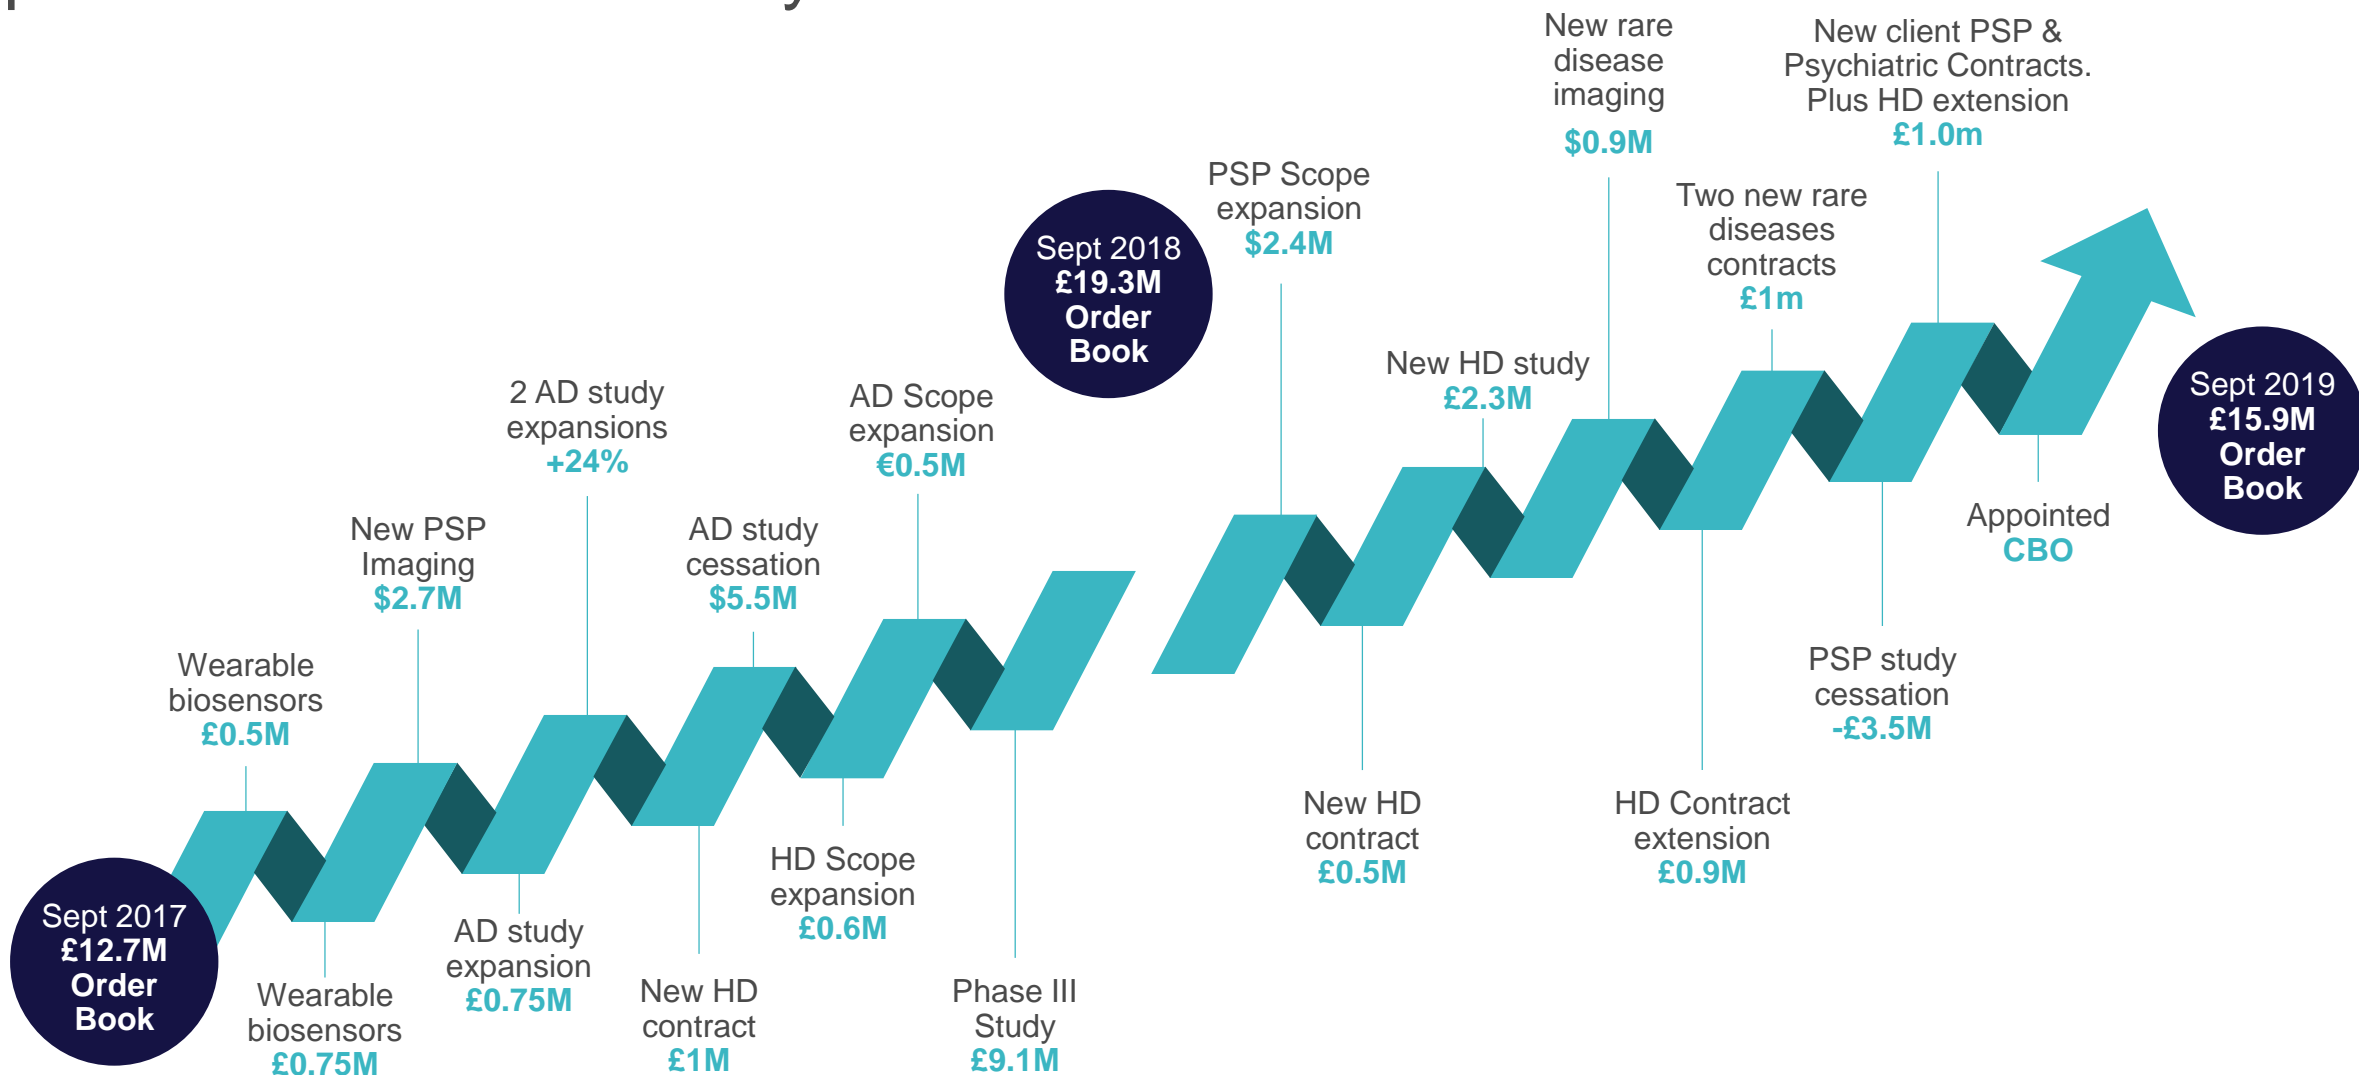 Sept 2017
£12.7M
Order
Book
Wearable
biosensors
£0.5M
Wearable
biosensors
£0.75M
New PSP
Imaging
$2.7M
AD study
expansion
£0.75M
2 AD study
expansions
+24%
New HD
contract
£1M
AD study
cessation
$5.5M
HD Scope
expansion
£0.6M
AD Scope
expansion
€0.5M
Phase III
Study
£9.1M
Sept 2018
£19.3M
Order
Book
PSP Scope
expansion
$2.4M
New HD
contract
£0.5M
New HD study
£2.3M
New rare
disease
imaging
$0.9M
HD Contract
extension
£0.9M
Two new rare
diseases
contracts
£1m
PSP study
cessation
-£3.5M
New client PSP &
Psychiatric Contracts.
Plus HD extension
£1.0m
Appointed
CBO
Sept 2019
£15.9M
Order
Book